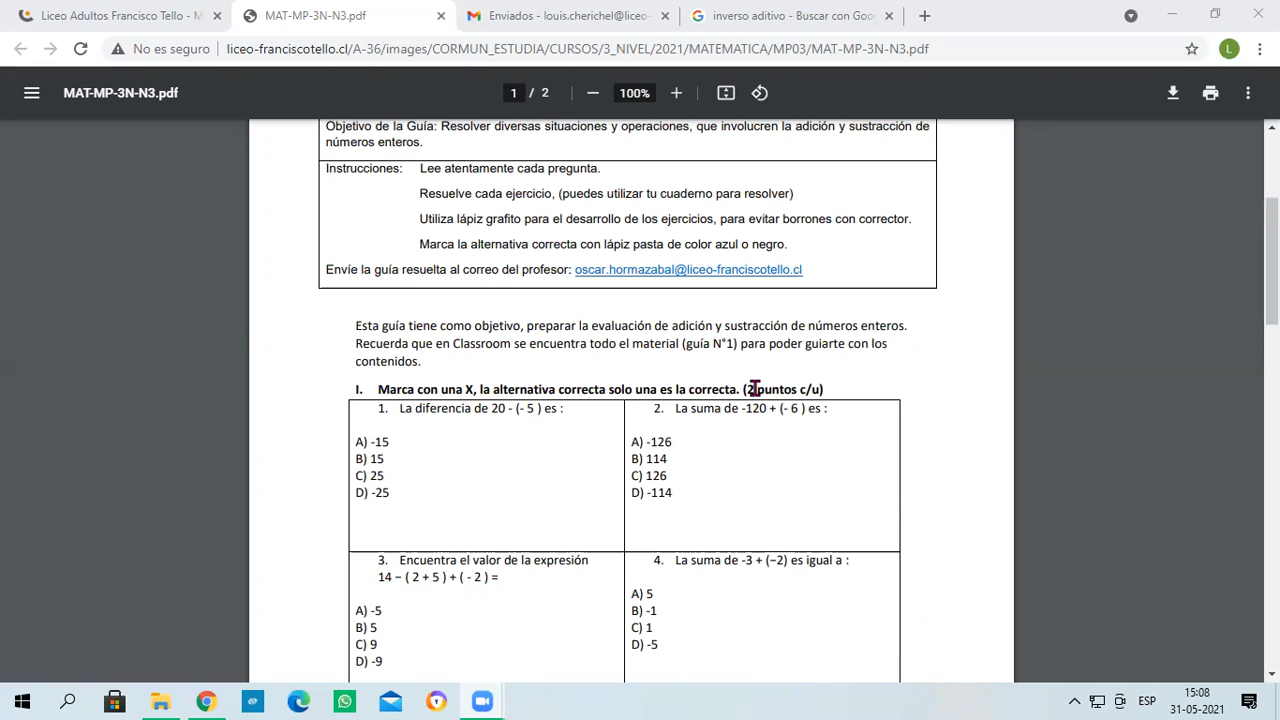 Liceo Adultos Francisco Tello - M
MAT-MP-3N-N3.pdf
Enviados - louis.cherichel@liceo-
inverso aditivo - Buscar con Goog
No es seguro
liceo-franciscotello.cl/A-36/images/CORMUN_ESTUDIA/CURSOS/3_NIVEL/2021/MATEMATICA/MP03/MAT-MP-3N-N3.pdf
L
MAT-MP-3N-N3.pdf
1 / 2
100%
Objetivo de la Guía: Resolver diversas situaciones y operaciones, que involucren la adición y sustracción de
números enteros.
Instrucciones: Lee atentamente cada pregunta.
Resuelve cada ejercicio, (puedes utilizar tu cuaderno para resolver)
Utiliza lápiz grafito para el desarrollo de los ejercicios, para evitar borrones con corrector.
Marca la alternativa correcta con lápiz pasta de color azul o negro.
Envíe la guía resuelta al correo del profesor: oscar.hormazabal@liceo-franciscotello.cl
Esta guía tiene como objetivo, preparar la evaluación de adición y sustracción de números enteros.
Recuerda que en Classroom se encuentra todo el material (guía N°1) para poder guiarte con los
contenidos.
I. Marca con una X, la alternativa correcta solo una es la correcta. (2 puntos c/u)
1. La diferencia de 20 - (- 5 ) es :
A) -15
B) 15
C) 25
D) -25
2. La suma de -120 + (- 6 ) es :
A) -126
B) 114
C) 126
D) -114
3. Encuentra el valor de la expresión
14 − ( 2 + 5 ) + ( - 2 ) =
A) -5
B) 5
C) 9
D) -9
4. La suma de -3 + (−2) es igual a :
A) 5
B) -1
C) 1
D) -5
ESP
15:08
31-05-2021